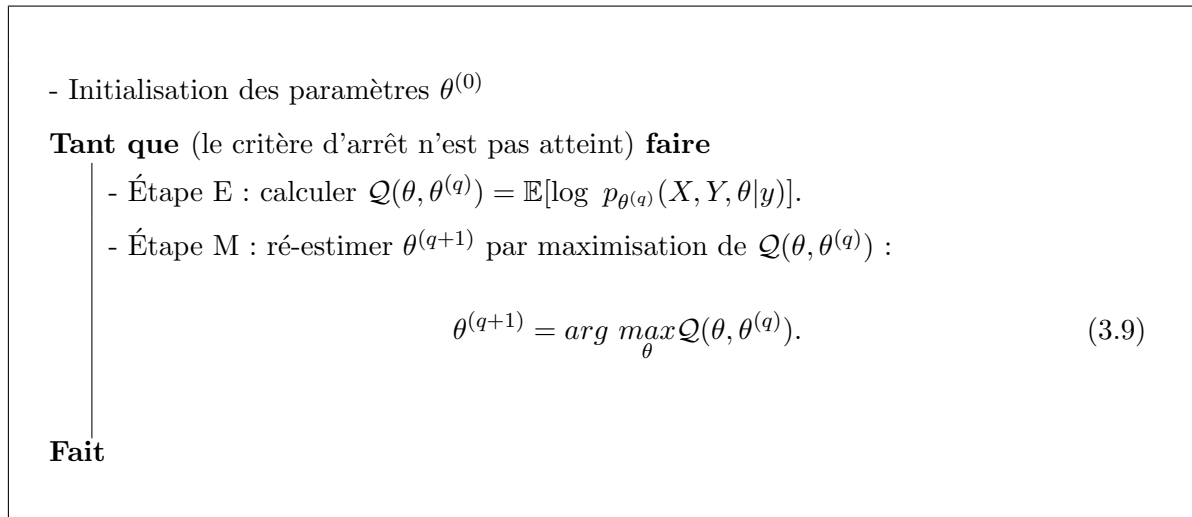 - Initialisation des paramètres θ^(0)
Tant que (le critère d'arrêt n'est pas atteint) faire
- Étape E : calculer 𝒬(θ, θ^(q)) = 𝔼[log p_θ^(q)(X, Y, θ|y)].
- Étape M : ré-estimer θ^(q+1) par maximisation de 𝒬(θ, θ^(q)) :
θ^(q+1) = arg max_θ 𝒬(θ, θ^(q)). (3.9)
Fait